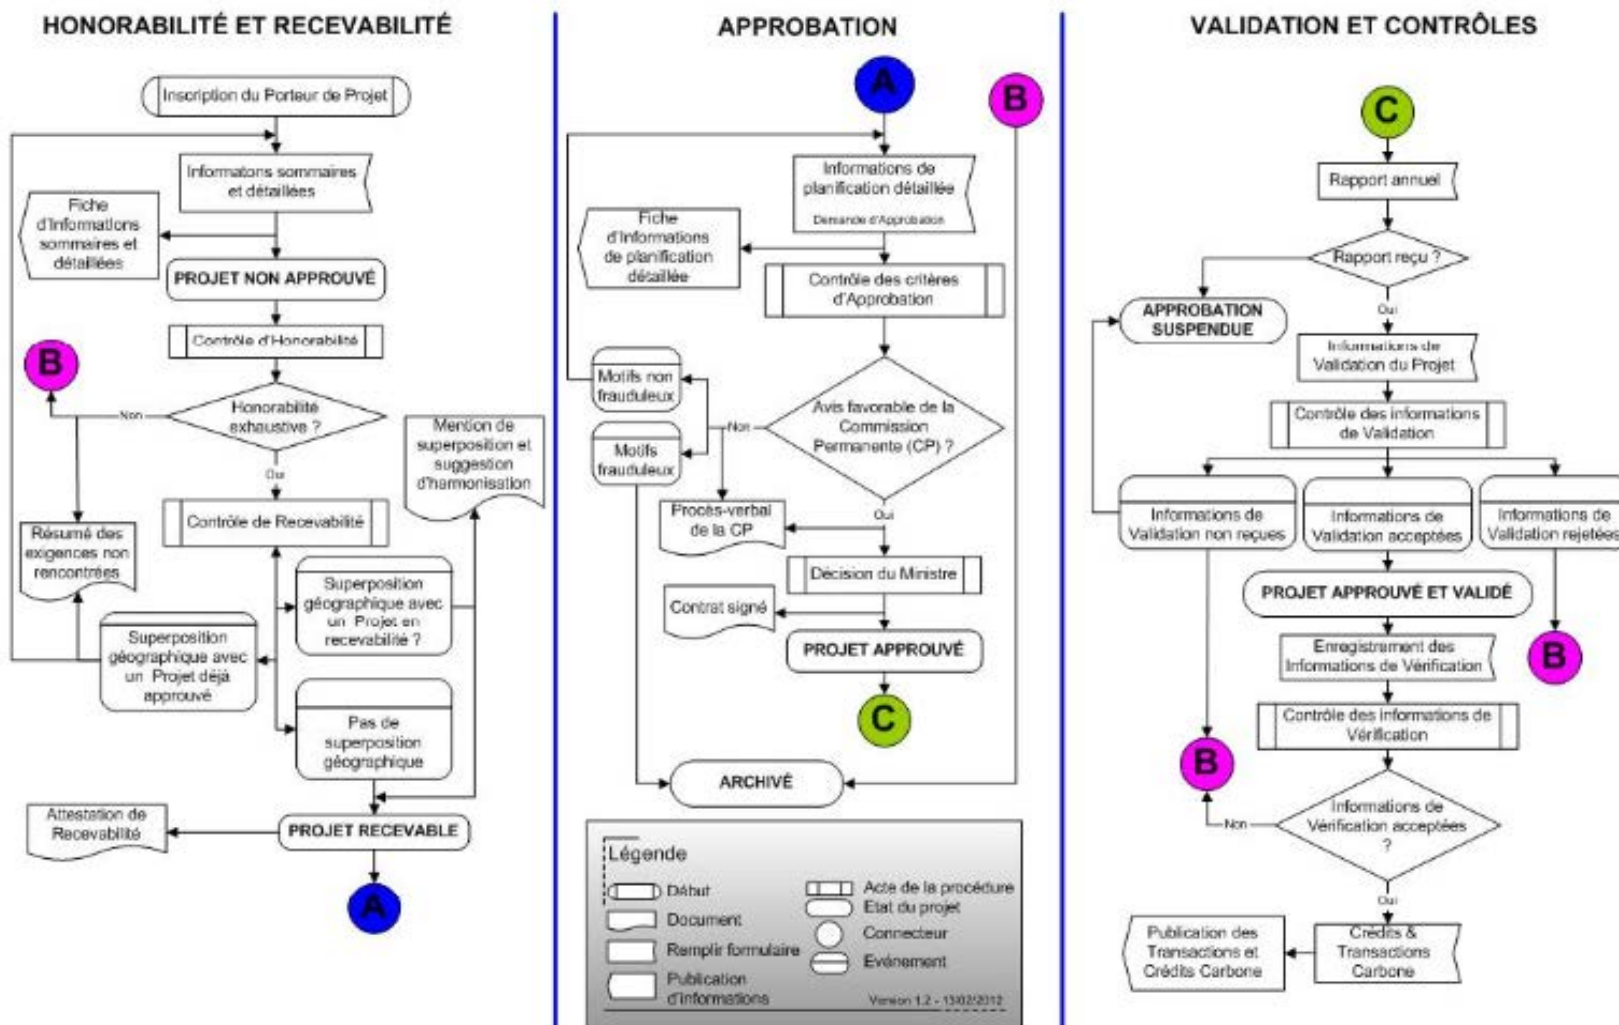 HONORABILITÉ ET RECEVABILITÉ
Inscription du Porteur de Projet
Informatons sommaires
et détaillées
Fiche
d'Informations
sommaires et
détaillées
PROJET NON APPROUVÉ
Contrôle d'Honorabilité
B
Non
Honorabilité
exhaustive ?
Mention de
superposition et
suggestion
d'harmonisation
Oui
Contrôle de Recevabilité
Résumé des
exigences non
rencontrées
Superposition
géographique avec
un Projet en
recevabilité ?
Superposition
géographique avec
un Projet déjà
approuvé
Pas de
superposition
géographique
Attestation de
Recevabilité
PROJET RECEVABLE
A
APPROBATION
A
B
Informations de
planification détaillée
Demande d'Approbation
Fiche
d'Informations
de planification
détaillée
Contrôle des critères
d'Approbation
Motifs non
frauduleux
Motifs
frauduleux
Non
Avis favorable de la
Commission
Permanente (CP) ?
Oui
Procès-verbal
de la CP
Décision du Ministre
Contrat signé
PROJET APPROUVÉ
C
ARCHIVÉ
Légende
Début
Document
Remplir formulaire
Publication
d'informations
Acte de la procédure
Etat du projet
Connecteur
Evénement
Version 1.2 - 13/02/2012
VALIDATION ET CONTRÔLES
C
Rapport annuel
Rapport reçu ?
APPROBATION
SUSPENDUE
Oui
Informations de
Validation du Projet
Contrôle des informations
de Validation
Informations de
Validation non reçues
Informations de
Validation acceptées
Informations de
Validation rejetées
PROJET APPROUVÉ ET VALIDÉ
Enregistrement des
Informations de Vérification
B
Contrôle des informations de
Vérification
B
Non
Informations de
Vérification acceptées
?
Oui
Publication des
Transactions et
Crédits Carbone
Crédits &
Transactions
Carbone